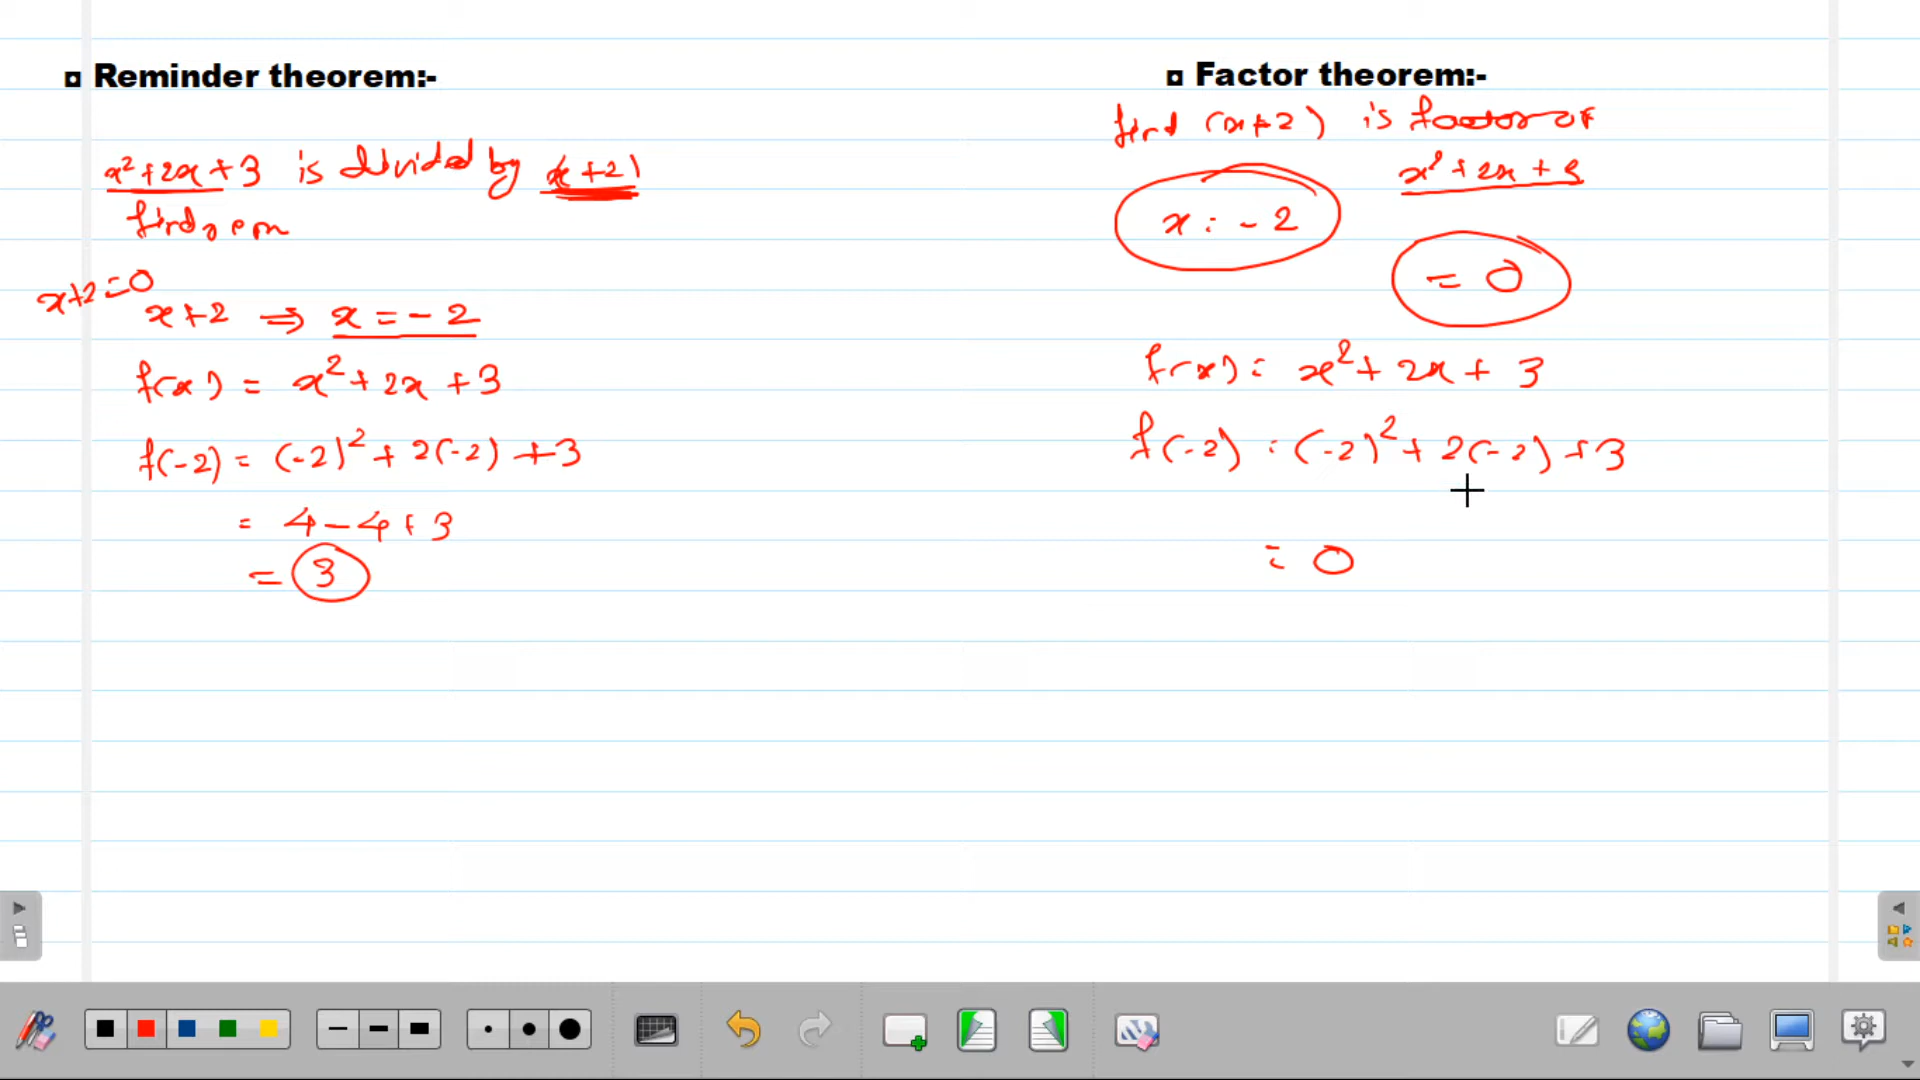 Reminder theorem:-
x²+2x+3 is divided by (x+2)
find rem
x+2=0
x+2 ⇒ x = -2
f(x) = x²+2x+3
f(-2) = (-2)²+2(-2)+3
= 4-4+3
= 3
Factor theorem:-
find (x+2) is factor of
x²+2x+3
x = -2
= 0
f(x) = x²+2x+3
f(-2) = (-2)²+2(-2)+3
= 0